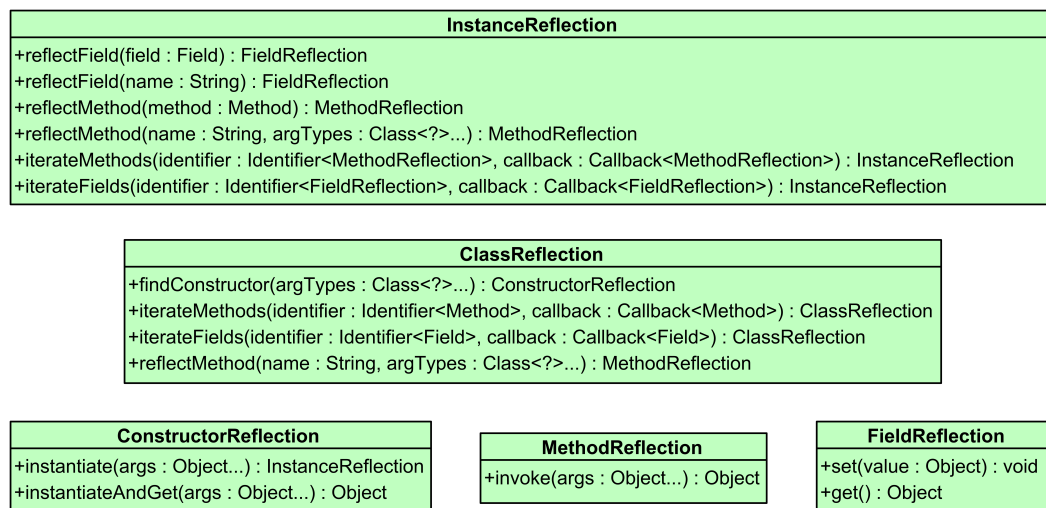 InstanceReflection
+reflectField(field : Field) : FieldReflection
+reflectField(name : String) : FieldReflection
+reflectMethod(method : Method) : MethodReflection
+reflectMethod(name : String, argTypes : Class<?>...) : MethodReflection
+iterateMethods(identifier : Identifier<MethodReflection>, callback : Callback<MethodReflection>) : InstanceReflection
+iterateFields(identifier : Identifier<FieldReflection>, callback : Callback<FieldReflection>) : InstanceReflection
ClassReflection
+findConstructor(argTypes : Class<?>...) : ConstructorReflection
+iterateMethods(identifier : Identifier<Method>, callback : Callback<Method>) : ClassReflection
+iterateFields(identifier : Identifier<Field>, callback : Callback<Field>) : ClassReflection
+reflectMethod(name : String, argTypes : Class<?>...) : MethodReflection
ConstructorReflection
+instantiate(args : Object...) : InstanceReflection
+instantiateAndGet(args : Object...) : Object
MethodReflection
+invoke(args : Object...) : Object
FieldReflection
+set(value : Object) : void
+get() : Object